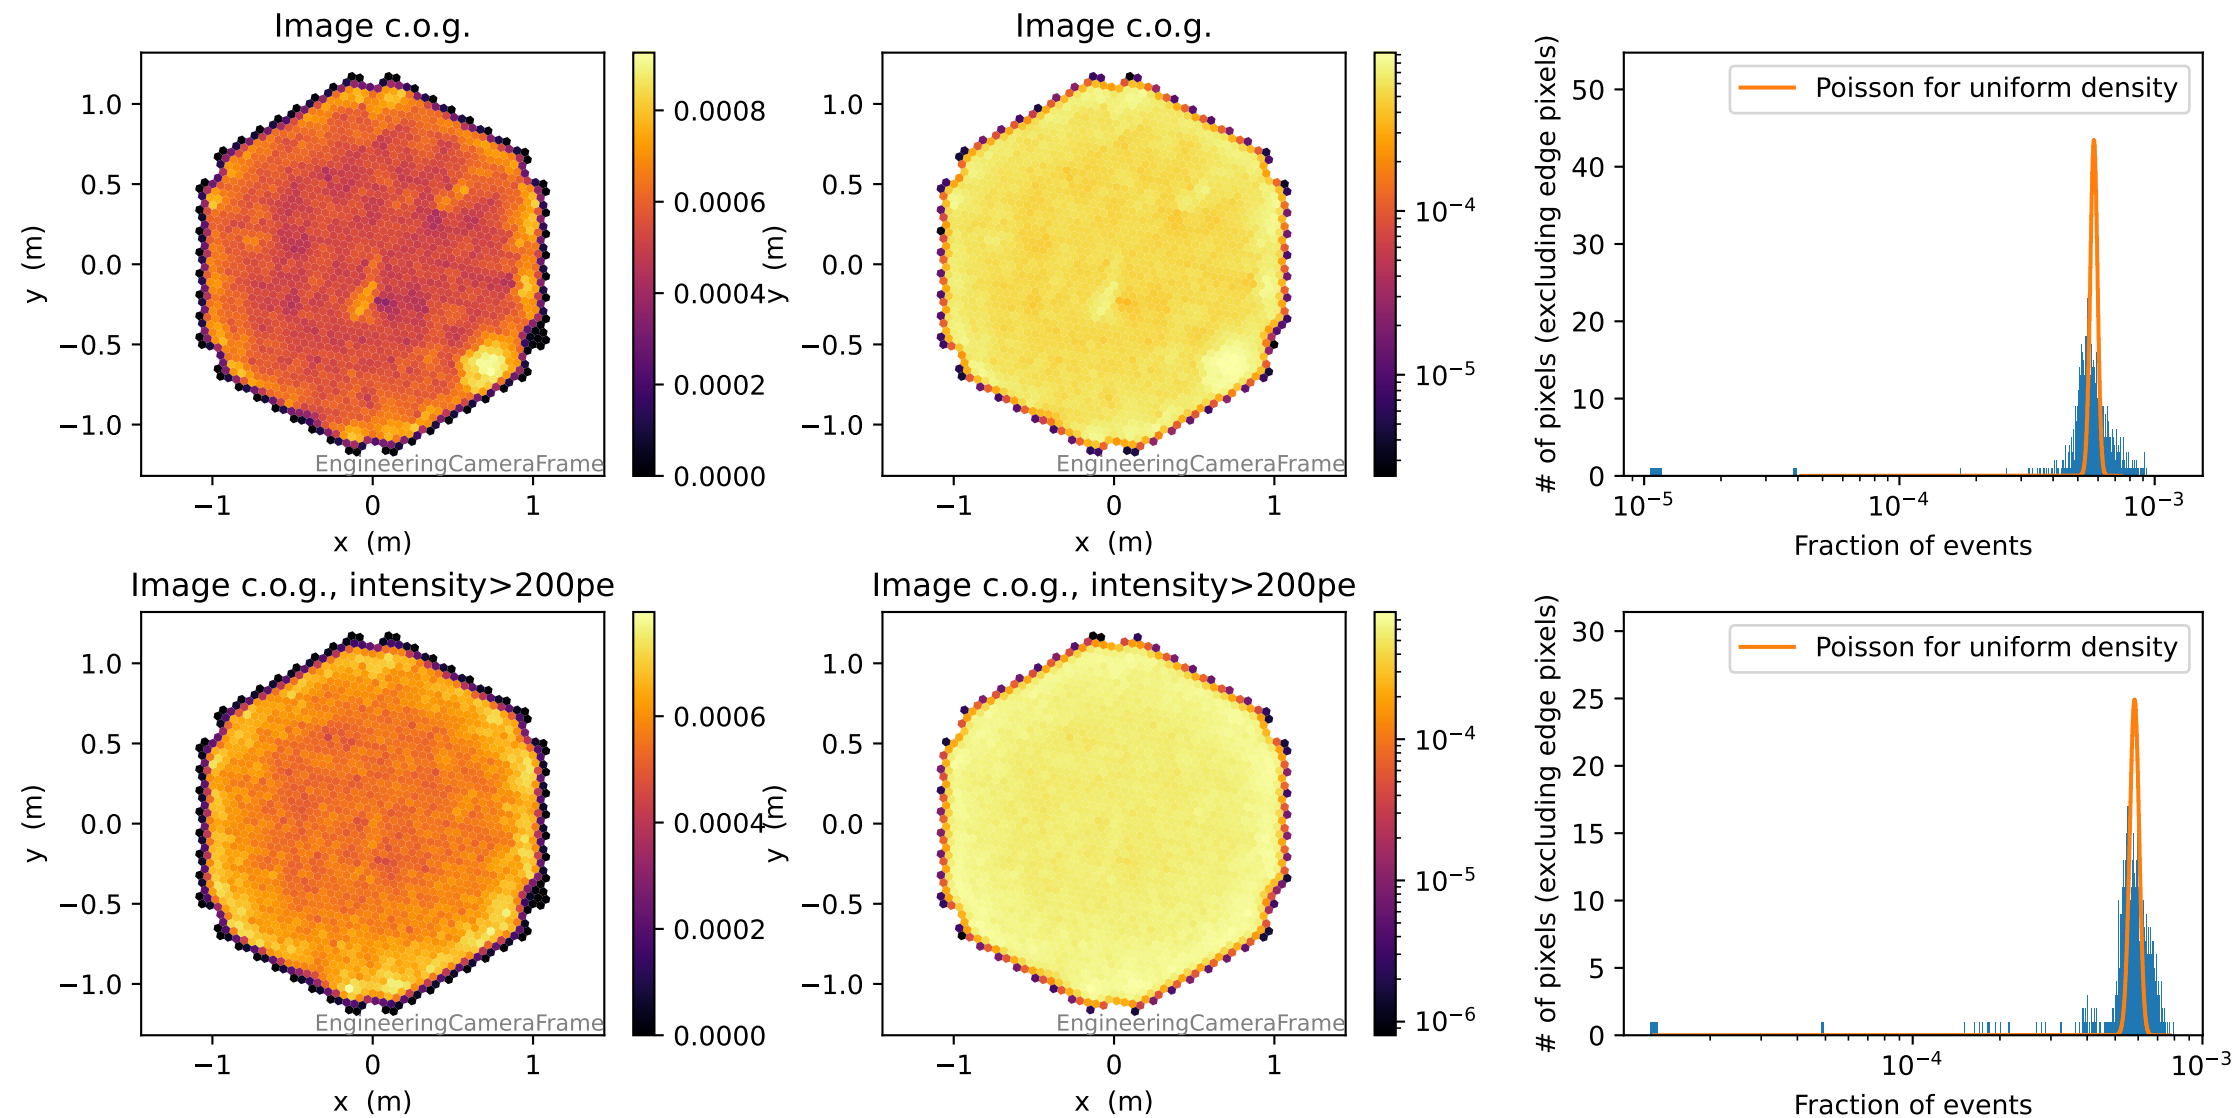 Image c.o.g.
y (m)
1.0
0.5
0.0
−0.5
−1.0
−1
0
1
x (m)
EngineeringCameraFrame
0.0008
0.0006
0.0004
0.0002
0.0000
Image c.o.g.
y (m)
1.0
0.5
0.0
−0.5
−1.0
−1
0
1
x (m)
EngineeringCameraFrame
10−4
10−5
# of pixels (excluding edge pixels)
50
40
30
20
10
0
Poisson for uniform density
10−5
10−4
10−3
Fraction of events
Image c.o.g., intensity>200pe
y (m)
1.0
0.5
0.0
−0.5
−1.0
−1
0
1
x (m)
EngineeringCameraFrame
0.0006
0.0004
0.0002
0.0000
Image c.o.g., intensity>200pe
y (m)
1.0
0.5
0.0
−0.5
−1.0
−1
0
1
x (m)
EngineeringCameraFrame
10−4
10−5
10−6
# of pixels (excluding edge pixels)
30
25
20
15
10
5
0
Poisson for uniform density
10−4
10−3
Fraction of events